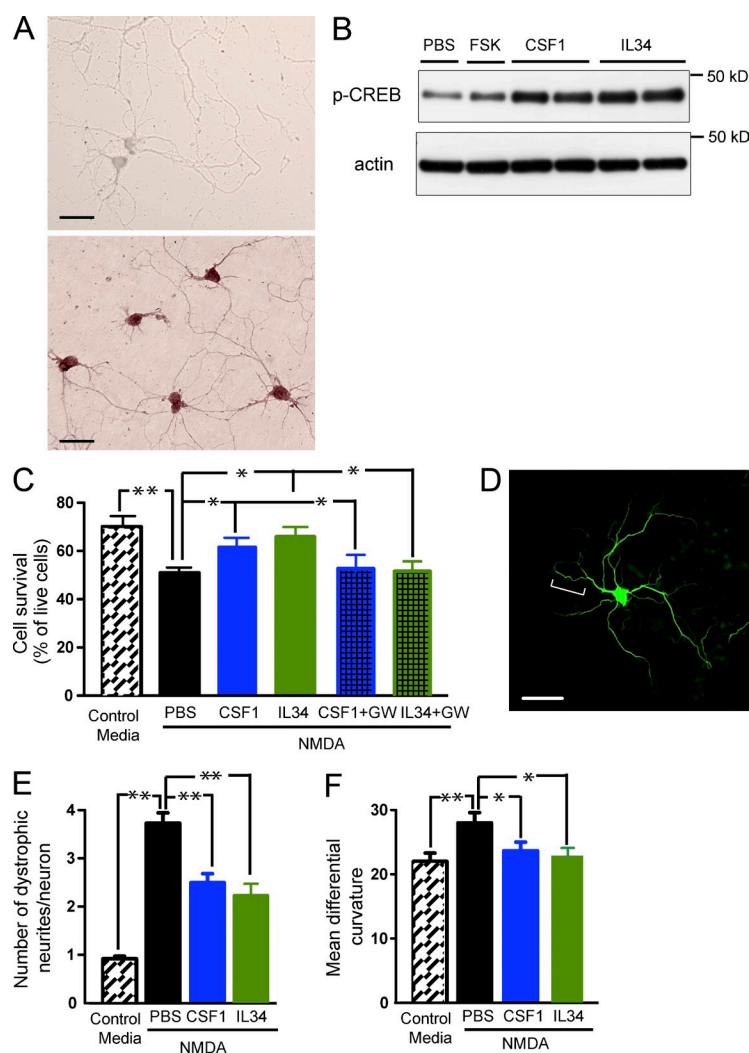 A
B
PBS FSK CSF1 IL34
50 kD
p-CREB
50 kD
actin
C
** * * * *
Cell survival
(% of live cells)
80
60
40
20
0
Control
Media
PBS CSF1 IL34 CSF1+GW IL34+GW
NMDA
D
E
** ** **
Number of dystrophic
neurites/neuron
4
3
2
1
0
Control
Media
PBS CSF1 IL34
NMDA
F
** * *
Mean differential
curvature
30
20
10
0
Control
Media
PBS CSF1 IL34
NMDA